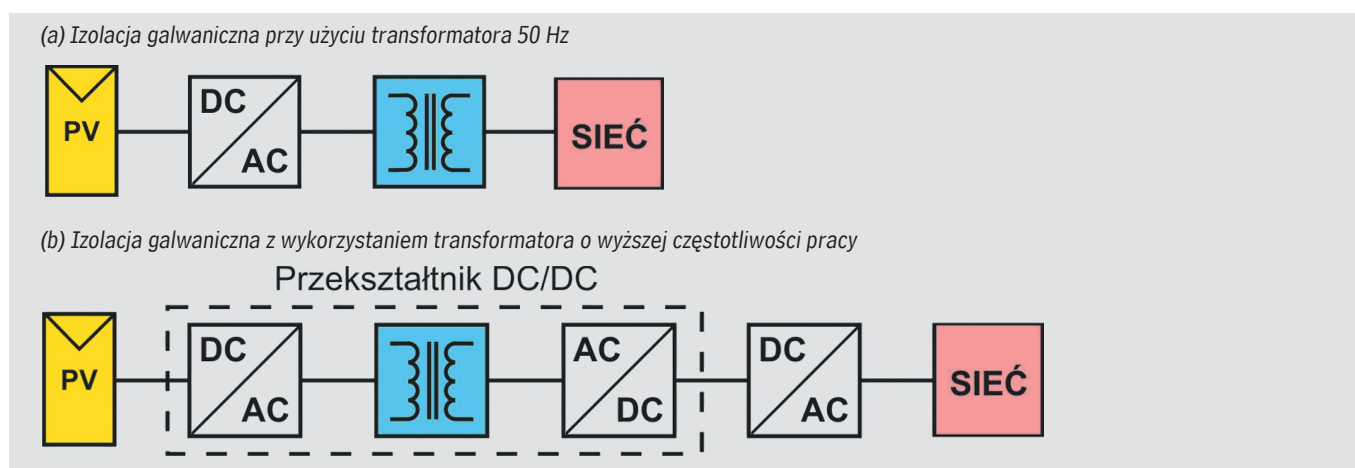 (a) Izolacja galwaniczna przy użyciu transformatora 50 Hz
PV
DC
AC
SIEĆ
(b) Izolacja galwaniczna z wykorzystaniem transformatora o wyższej częstotliwości pracy
Przekształtnik DC/DC
PV
DC
AC
AC
DC
DC
AC
SIEĆ